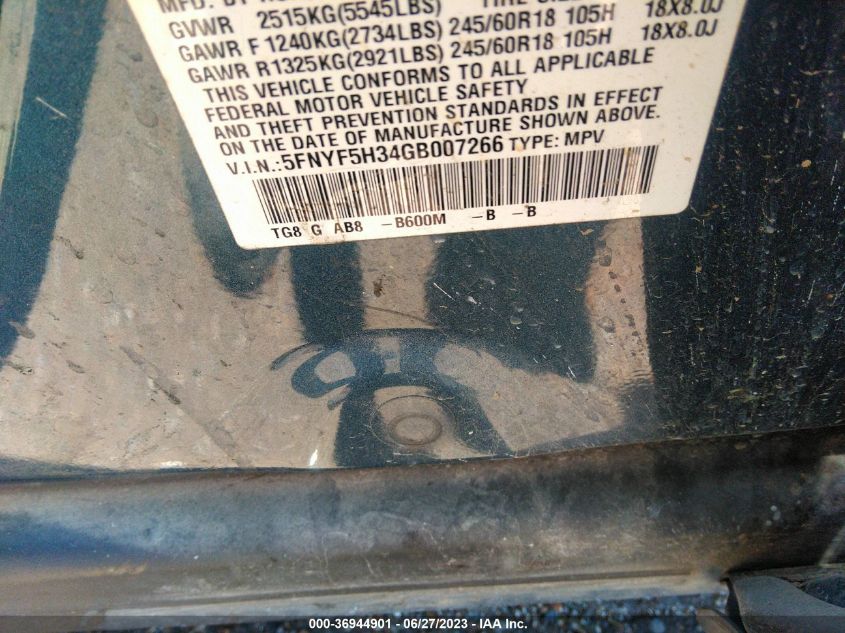 GVWR 2515KG(5545LBS)
GAWR F 1240KG(2734LBS) 245/60R18 105H 18X8.0J
GAWR R1325KG(2921LBS) 245/60R18 105H 18X8.0J
THIS VEHICLE CONFORMS TO ALL APPLICABLE
FEDERAL MOTOR VEHICLE SAFETY
AND THEFT PREVENTION STANDARDS IN EFFECT
ON THE DATE OF MANUFACTURE SHOWN ABOVE.
V.I.N.:5FNYF5H34GB007266 TYPE: MPV
TG8 G AB8 -B600M -B -B
000-36944901 - 06/27/2023 - © IAA Inc.